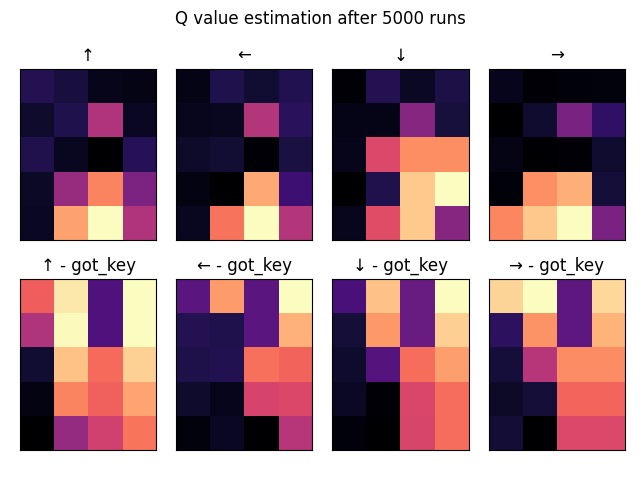 Q value estimation after 5000 runs
↑ ← ↓ →
↑ - got_key ← - got_key ↓ - got_key → - got_key